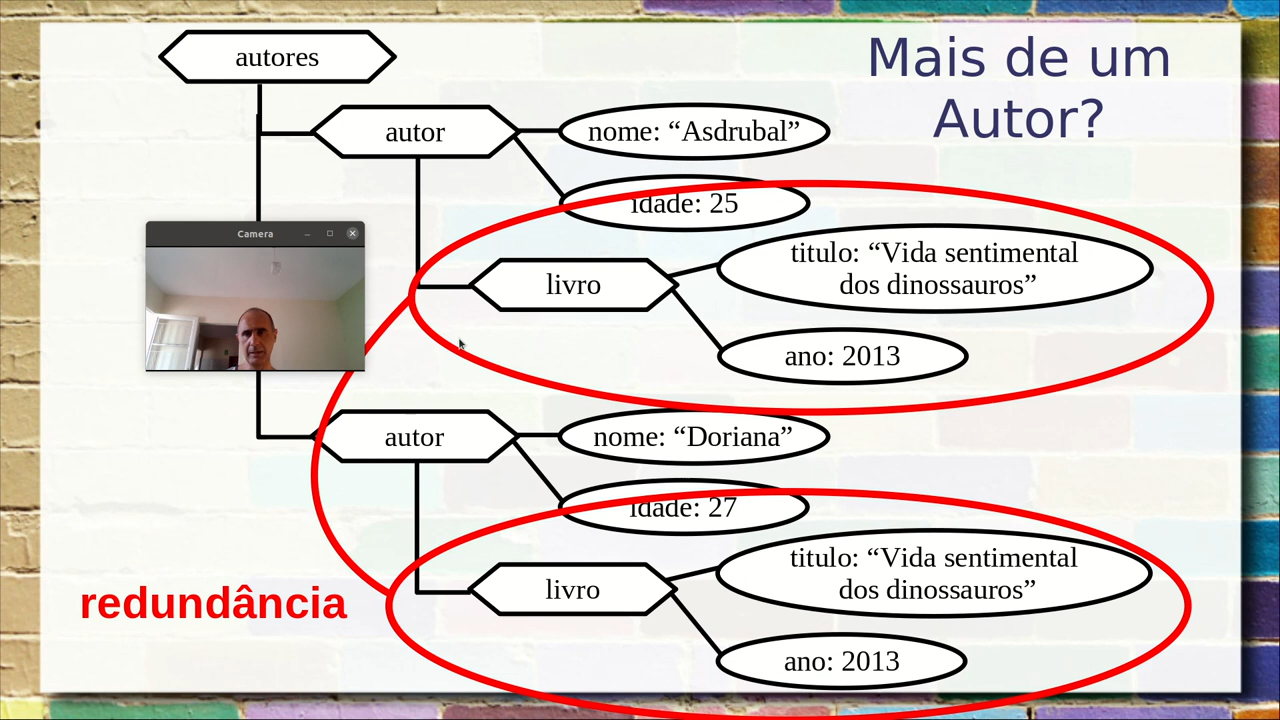 autores
Mais de um
Autor?
autor
nome: “Asdrubal”
idade: 25
livro
titulo: “Vida sentimental
dos dinossauros”
ano: 2013
Camera
autor
nome: “Doriana”
idade: 27
livro
titulo: “Vida sentimental
dos dinossauros”
ano: 2013
redundância